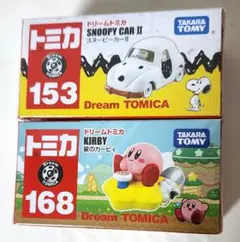 トミカ
ドリームトミカ
SNOOPY CAR II
スヌーピーカーII
TAKARA
TOMY
153
Dream TOMICA
トミカ
ドリームトミカ
KIRBY
星のカービィ
TAKARA
TOMY
168
Dream TOMICA